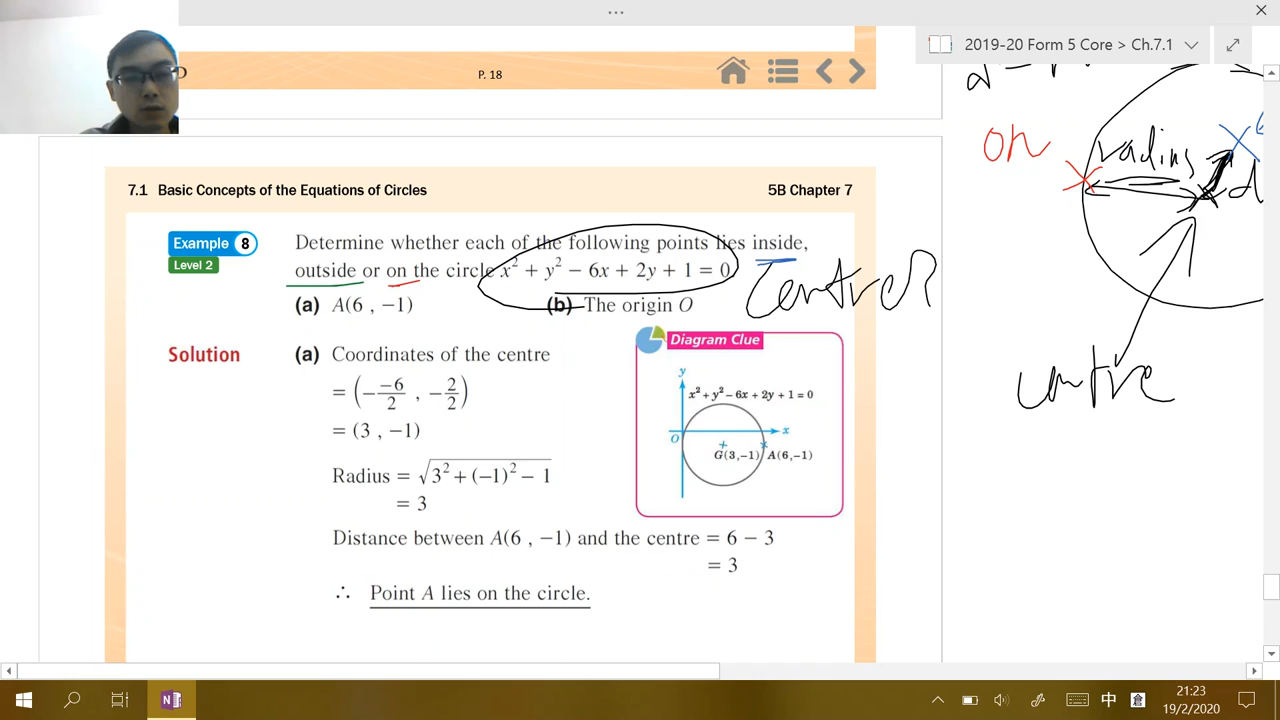 2019-20 Form 5 Core > Ch.7.1
P. 18
7.1 Basic Concepts of the Equations of Circles
5B Chapter 7
Example 8
Level 2
Determine whether each of the following points lies inside,
outside or on the circle x² + y² − 6x + 2y + 1 = 0.
(a) A(6 , −1)
(b) The origin O
centre
on
radius
d
centre
Solution
(a) Coordinates of the centre
= (−−6/2 , −2/2)
= (3 , −1)
Radius = √3² + (−1)² − 1
= 3
Diagram Clue
y
x² + y² − 6x + 2y + 1 = 0
O
x
G(3,−1)
A(6,−1)
Distance between A(6 , −1) and the centre = 6 − 3
= 3
∴ Point A lies on the circle.
中
倉
21:23
19/2/2020